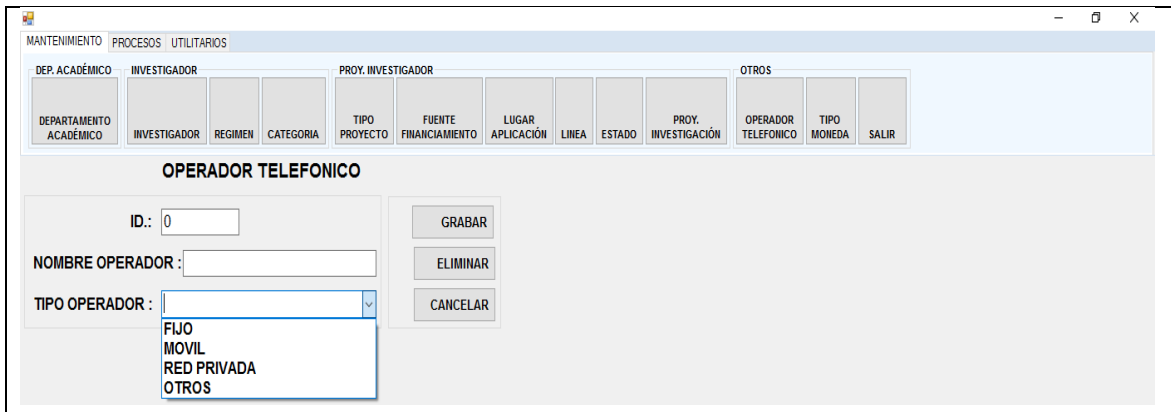 MANTENIMIENTO PROCESOS UTILITARIOS
DEP. ACADÉMICO INVESTIGADOR PROY. INVESTIGADOR OTROS
DEPARTAMENTO ACADÉMICO INVESTIGADOR REGIMEN CATEGORIA TIPO PROYECTO FUENTE FINANCIAMIENTO LUGAR APLICACIÓN LINEA ESTADO PROY. INVESTIGACIÓN OPERADOR TELEFONICO TIPO MONEDA SALIR
OPERADOR TELEFONICO
ID.: 0 GRABAR
NOMBRE OPERADOR : ELIMINAR
TIPO OPERADOR : CANCELAR
FIJO
MOVIL
RED PRIVADA
OTROS